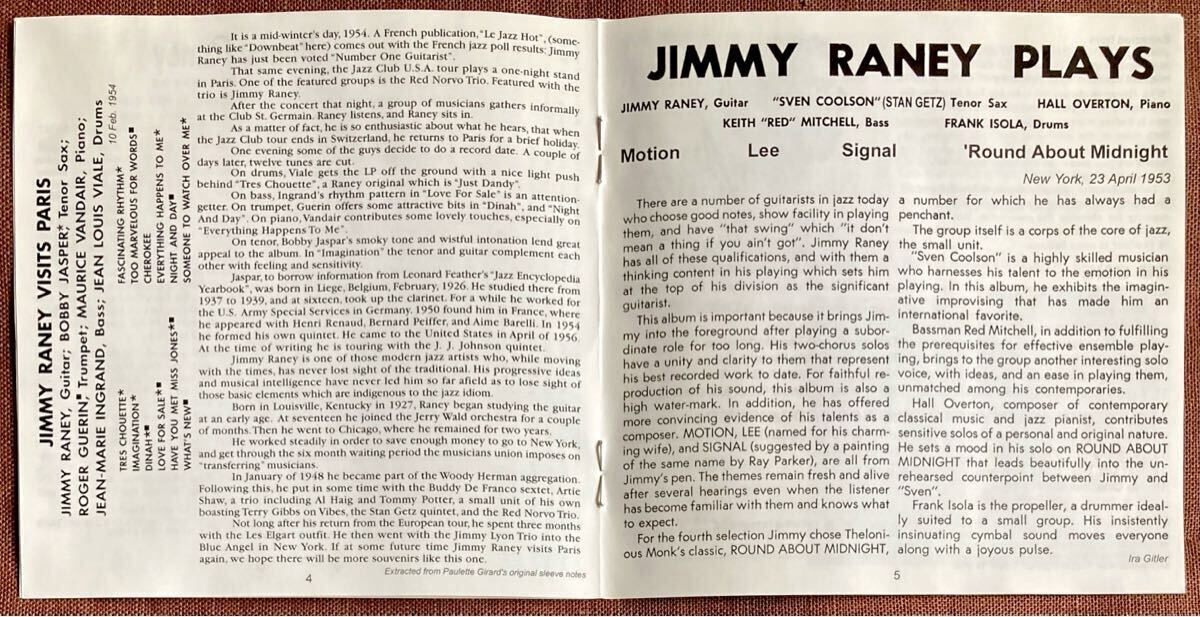 JIMMY RANEY VISITS PARIS
JIMMY RANEY, Guitar; BOBBY JASPER;* Tenor Sax;
ROGER GUERIN,■ Trumpet; MAURICE VANDAIR, Piano;
JEAN-MARIE INGRAND, Bass; JEAN LOUIS VIALE, Drums
10 Feb. 1954
TRES CHOUETTE*
IMAGINATION*
DINAH*■
LOVE FOR SALE*■
HAVE YOU MET MISS JONES*■
WHAT'S NEW■
FASCINATING RHYTHM*
TOO MARVELOUS FOR WORDS■
CHEROKEE
EVERYTHING HAPPENS TO ME*
NIGHT AND DAY■
SOMEONE TO WATCH OVER ME*
It is a mid-winter's day, 1954. A French publication, "Le Jazz Hot", (some-
thing like "Downbeat" here) comes out with the French jazz poll results: Jimmy
Raney has just been voted "Number One Guitarist".
That same evening, the Jazz Club U.S.A. tour plays a one-night stand
in Paris. One of the featured groups is the Red Norvo Trio. Featured with the
trio is Jimmy Raney.
After the concert that night, a group of musicians gathers informally
at the Club St. Germain. Raney listens, and Raney sits in.
As a matter of fact, he is so enthusiastic about what he hears, that when
the Jazz Club tour ends in Switzerland, he returns to Paris for a brief holiday.
One evening some of the guys decide to do a record date. A couple of
days later, twelve tunes are cut.
On drums, Viale gets the LP off the ground with a nice light push
behind "Tres Chouette", a Raney original which is "Just Dandy".
On bass, Ingrand's rhythm pattern in "Love For Sale" is an attention-
getter. On trumpet, Guerin offers some attractive bits in "Dinah", and "Night
And Day". On piano, Vandair contributes some lovely touches, especially on
"Everything Happens To Me".
On tenor, Bobby Jaspar's smoky tone and wistful intonation lend great
appeal to the album. In "Imagination" the tenor and guitar complement each
other with feeling and sensitivity.
Jaspar, to borrow information from Leonard Feather's "Jazz Encyclopedia
Yearbook", was born in Liege, Belgium, February, 1926. He studied there from
1937 to 1939, and at sixteen, took up the clarinet. For a while he worked for
the U.S. Army Special Services in Germany. 1950 found him in France, where
he appeared with Henri Renaud, Bernard Peiffer, and Aime Barelli. In 1954
he formed his own quintet. He came to the United States in April of 1956.
At the time of writing he is touring with the J. J. Johnson quintet.
Jimmy Raney is one of those modern jazz artists who, while moving
with the times, has never lost sight of the traditional. His progressive ideas
and musical intelligence have never led him so far afield as to lose sight of
those basic elements which are indigenous to the jazz idiom.
Born in Louisville, Kentucky in 1927, Raney began studying the guitar
at an early age. At seventeen he joined the Jerry Wald orchestra for a couple
of months. Then he went to Chicago, where he remained for two years.
He worked steadily in order to save enough money to go to New York,
and get through the six month waiting period the musicians union imposes on
"transferring" musicians.
In January of 1948 he became part of the Woody Herman aggregation.
Following this, he put in some time with the Buddy De Franco sextet, Artie
Shaw, a trio including Al Haig and Tommy Potter, a small unit of his own
boasting Terry Gibbs on Vibes, the Stan Getz quintet, and the Red Norvo Trio.
Not long after his return from the European tour, he spent three months
with the Les Elgart outfit. He then went with the Jimmy Lyon Trio into the
Blue Angel in New York. If at some future time Jimmy Raney visits Paris
again, we hope there will be more souvenirs like this one.
4
Extracted from Paulette Girard's original sleeve notes
JIMMY RANEY PLAYS
JIMMY RANEY, Guitar "SVEN COOLSON" (STAN GETZ) Tenor Sax HALL OVERTON, Piano
KEITH "RED" MITCHELL, Bass FRANK ISOLA, Drums
Motion Lee Signal 'Round About Midnight
New York, 23 April 1953
There are a number of guitarists in jazz today
who choose good notes, show facility in playing
them, and have "that swing" which "it don't
mean a thing if you ain't got". Jimmy Raney
has all of these qualifications, and with them a
thinking content in his playing which sets him
at the top of his division as the significant
guitarist.
This album is important because it brings Jim-
my into the foreground after playing a subor-
dinate role for too long. His two-chorus solos
have a unity and clarity to them that represent
his best recorded work to date. For faithful re-
production of his sound, this album is also a
high water-mark. In addition, he has offered
more convincing evidence of his talents as a
composer. MOTION, LEE (named for his charm-
ing wife), and SIGNAL (suggested by a painting
of the same name by Ray Parker), are all from
Jimmy's pen. The themes remain fresh and alive
after several hearings even when the listener
has become familiar with them and knows what
to expect.
For the fourth selection Jimmy chose Theloni-
ous Monk's classic, ROUND ABOUT MIDNIGHT,
a number for which he has always had a
penchant.
The group itself is a corps of the core of jazz,
the small unit.
"Sven Coolson" is a highly skilled musician
who harnesses his talent to the emotion in his
playing. In this album, he exhibits the imagin-
ative improvising that has made him an
international favorite.
Bassman Red Mitchell, in addition to fulfilling
the prerequisites for effective ensemble play-
ing, brings to the group another interesting solo
voice, with ideas, and an ease in playing them,
unmatched among his contemporaries.
Hall Overton, composer of contemporary
classical music and jazz pianist, contributes
sensitive solos of a personal and original nature.
He sets a mood in his solo on ROUND ABOUT
MIDNIGHT that leads beautifully into the un-
rehearsed counterpoint between Jimmy and
"Sven".
Frank Isola is the propeller, a drummer ideal-
ly suited to a small group. His insistently
insinuating cymbal sound moves everyone
along with a joyous pulse.
Ira Gitler
5